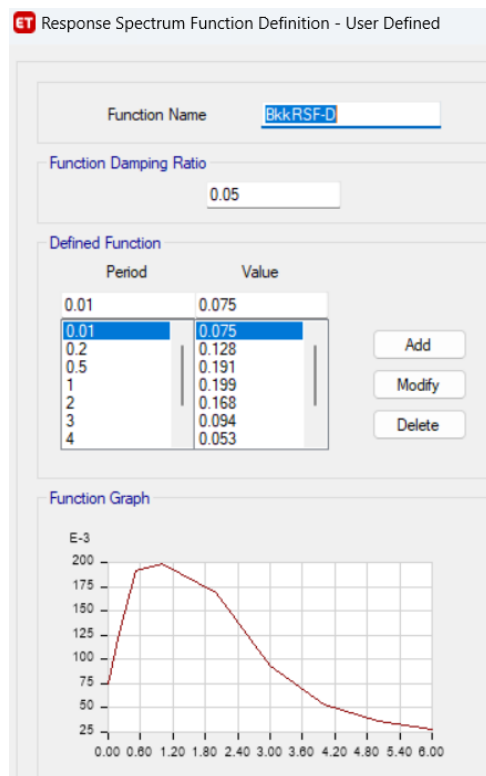 ET Response Spectrum Function Definition - User Defined
Function Name BkkRSF-D
Function Damping Ratio
0.05
Defined Function
Period Value
0.01 0.075
0.01 0.075
0.2 0.128
0.5 0.191
1 0.199
2 0.168
3 0.094
4 0.053
Add
Modify
Delete
Function Graph
E-3
200
175
150
125
100
75
50
25
0.00 0.60 1.20 1.80 2.40 3.00 3.60 4.20 4.80 5.40 6.00